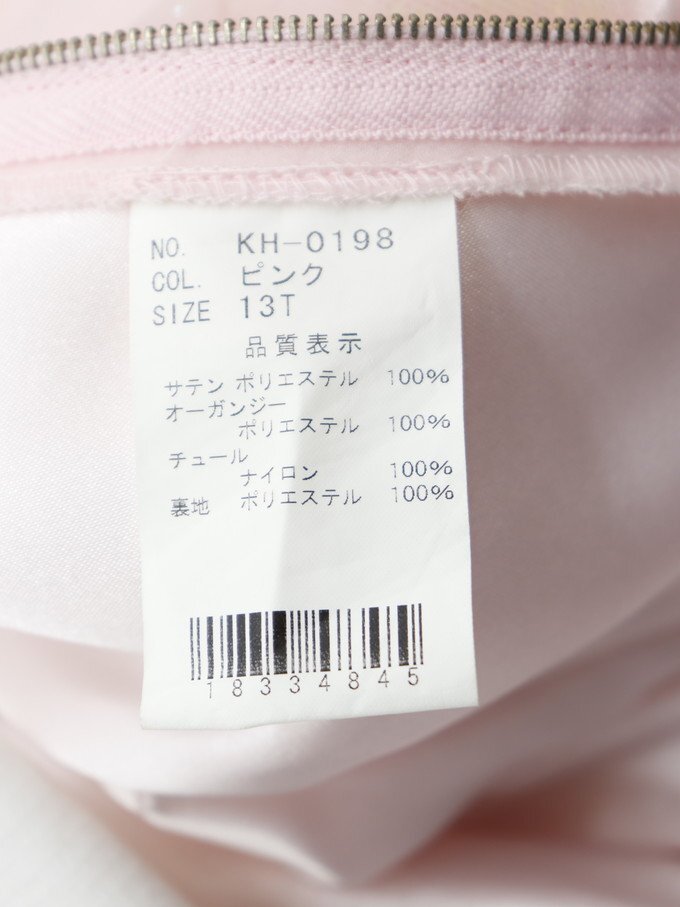 NO. KH-0198
COL. ピンク
SIZE 13T
品質表示
サテン ポリエステル 100%
オーガンジー
ポリエステル 100%
チュール
ナイロン 100%
裏地 ポリエステル 100%
18334845